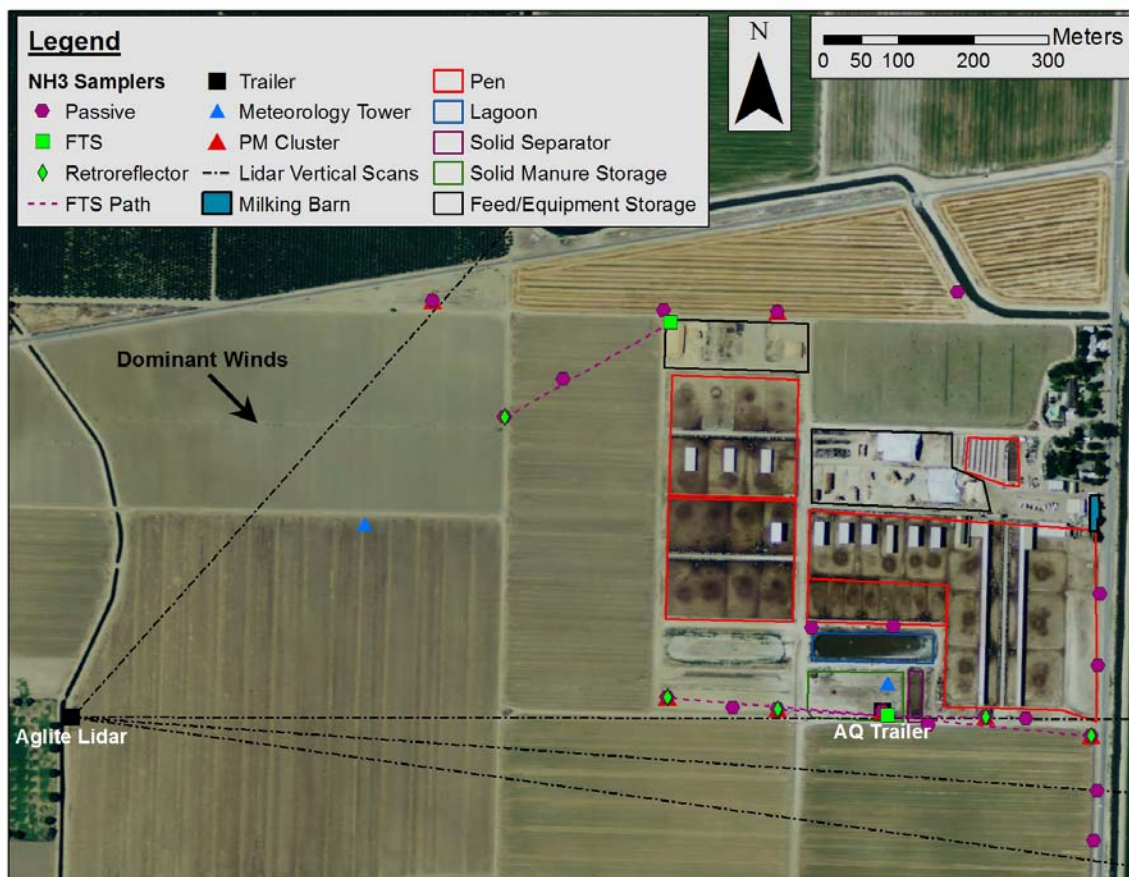 Legend
NH3 Samplers
Passive
FTS
Retroreflector
FTS Path
Trailer
Meteorology Tower
PM Cluster
Lidar Vertical Scans
Milking Barn
Pen
Lagoon
Solid Separator
Solid Manure Storage
Feed/Equipment Storage
N
Meters
0 50 100 200 300
Dominant Winds
Aglite Lidar
AQ Trailer